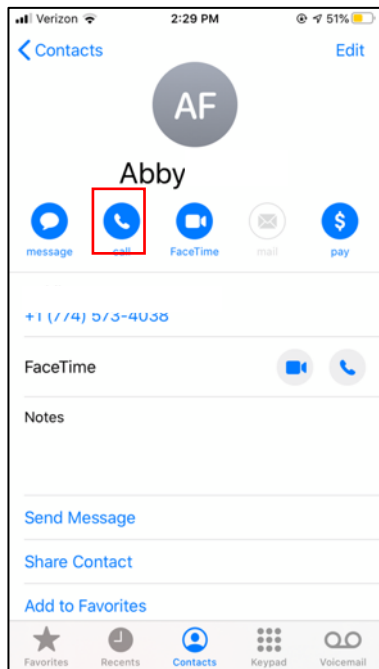 Verizon 2:29 PM 51%
Contacts Edit
AF
Abby
message call FaceTime mail pay
+1 (774) 573-4038
FaceTime
Notes
Send Message
Share Contact
Add to Favorites
Favorites Recents Contacts Keypad Voicemail